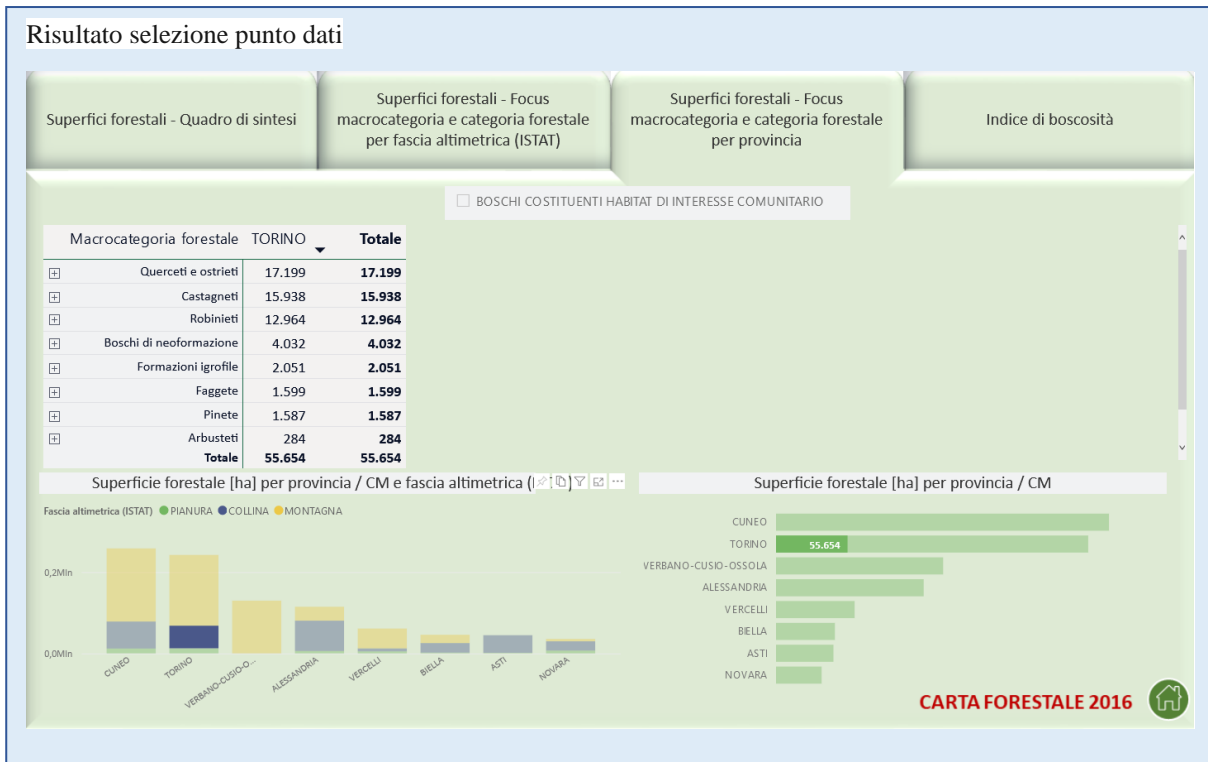 Risultato selezione punto dati
Superfici forestali - Quadro di sintesi
Superfici forestali - Focus
macrocategoria e categoria forestale
per fascia altimetrica (ISTAT)
Superfici forestali - Focus
macrocategoria e categoria forestale
per provincia
Indice di boscosità
BOSCHI COSTITUENTI HABITAT DI INTERESSE COMUNITARIO
Macrocategoria forestale TORINO Totale
Querceti e ostrieti 17.199 17.199
Castagneti 15.938 15.938
Robinieti 12.964 12.964
Boschi di neoformazione 4.032 4.032
Formazioni igrofile 2.051 2.051
Faggete 1.599 1.599
Pinete 1.587 1.587
Arbusteti 284 284
Totale 55.654 55.654
Superficie forestale [ha] per provincia / CM e fascia altimetrica (
Fascia altimetrica (ISTAT) PIANURA COLLINA MONTAGNA
0,2Mln
0,0Mln
CUNEO
TORINO
VERBANO-CUSIO-O...
ALESSANDRIA
VERCELLI
BIELLA
ASTI
NOVARA
Superficie forestale [ha] per provincia / CM
CUNEO
TORINO 55.654
VERBANO-CUSIO-OSSOLA
ALESSANDRIA
VERCELLI
BIELLA
ASTI
NOVARA
CARTA FORESTALE 2016